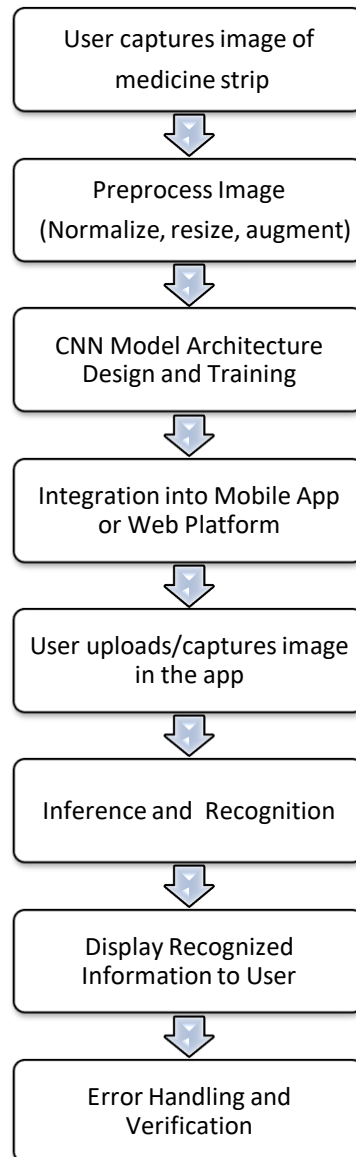 User captures image of
medicine strip
Preprocess Image
(Normalize, resize, augment)
CNN Model Architecture
Design and Training
Integration into Mobile App
or Web Platform
User uploads/captures image
in the app
Inference and Recognition
Display Recognized
Information to User
Error Handling and
Verification